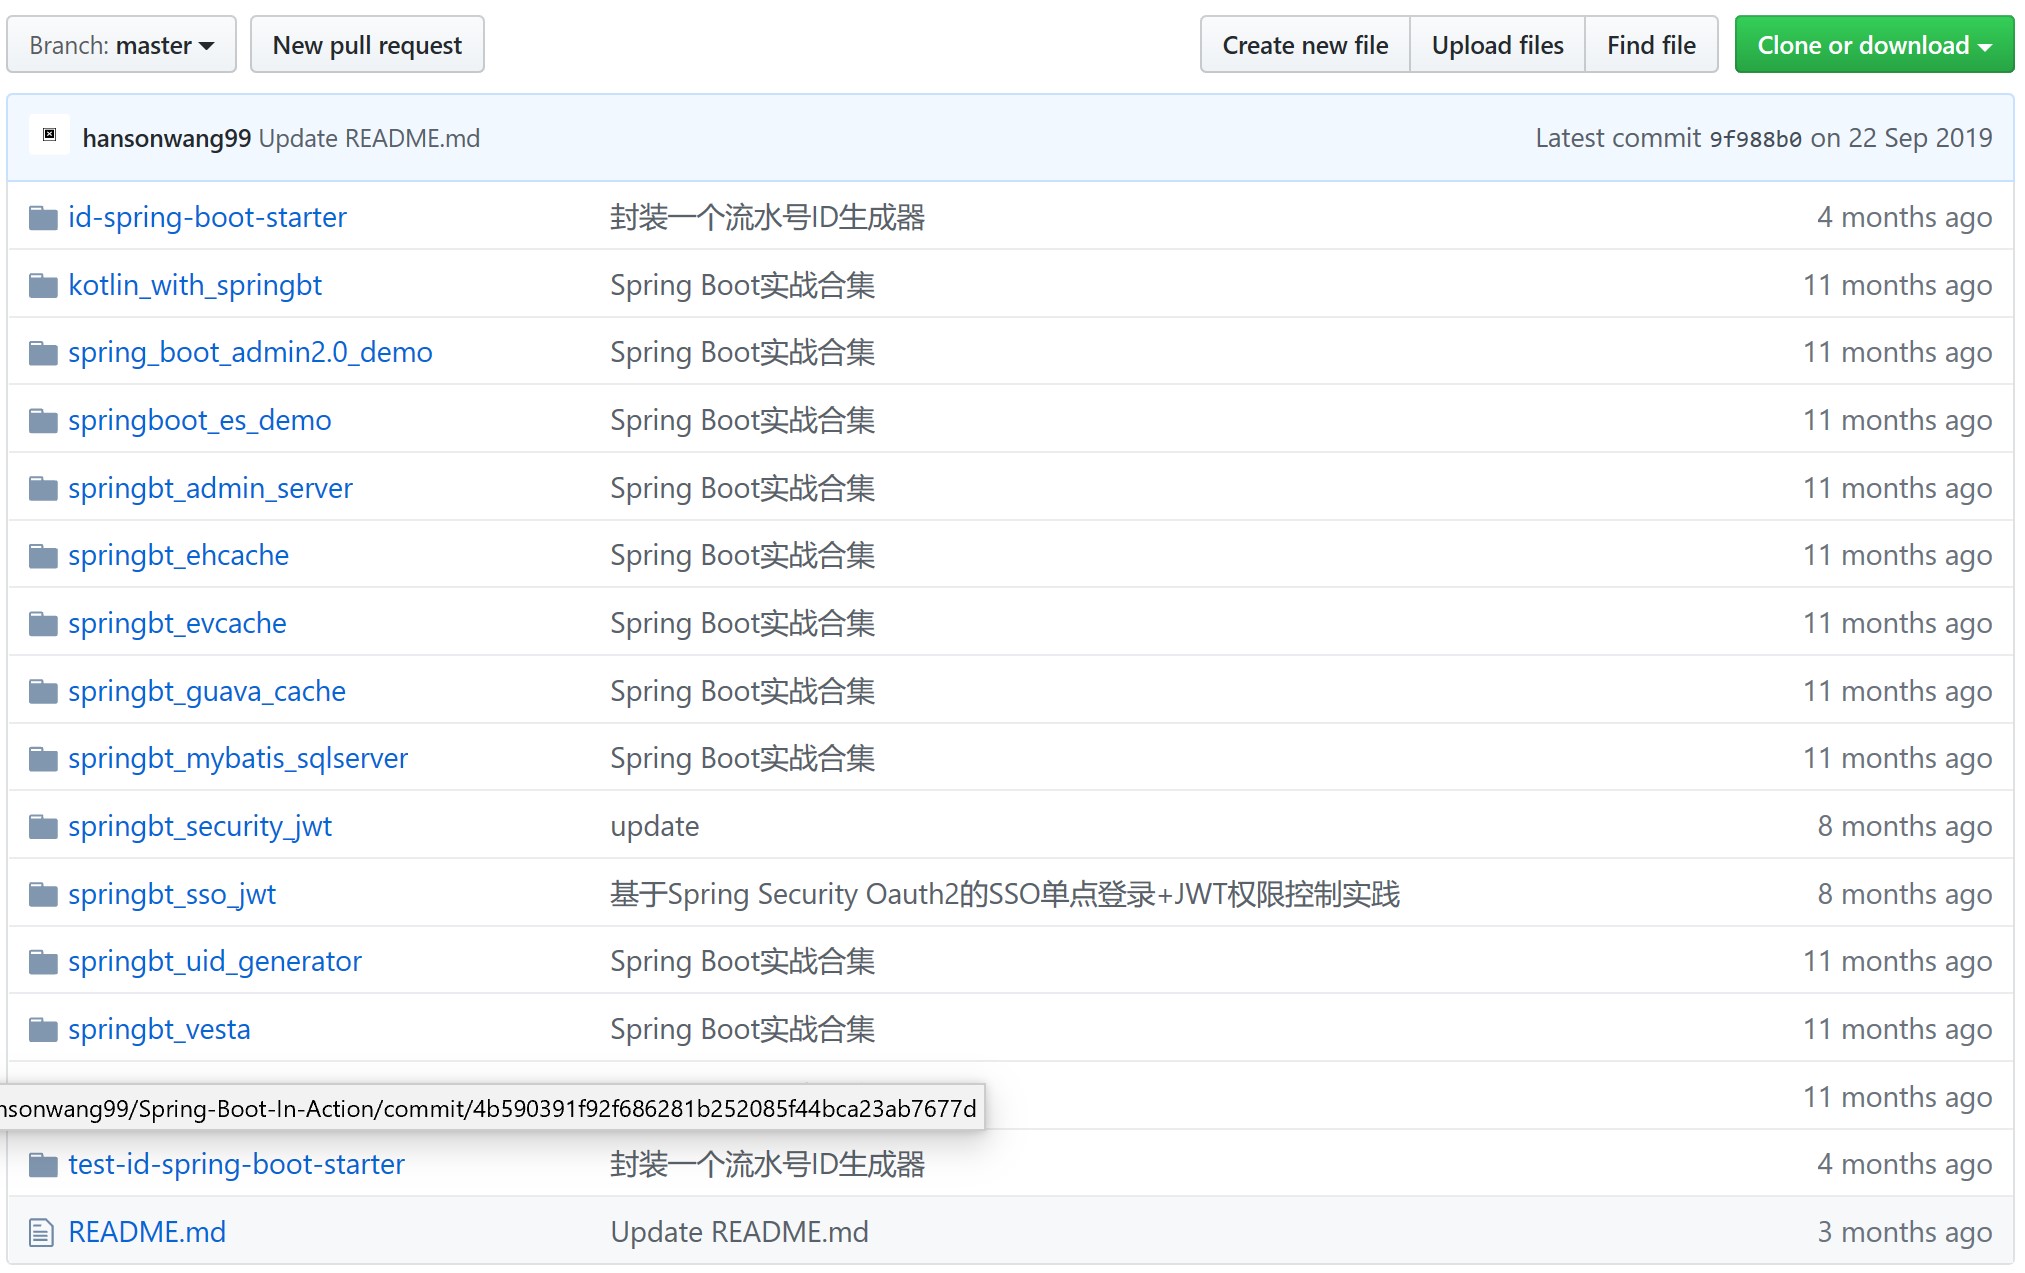 Branch: master New pull request Create new file Upload files Find file Clone or download
hansonwang99 Update README.md Latest commit 9f988b0 on 22 Sep 2019
id-spring-boot-starter 封装一个流水号ID生成器 4 months ago
kotlin_with_springbt Spring Boot实战合集 11 months ago
spring_boot_admin2.0_demo Spring Boot实战合集 11 months ago
springboot_es_demo Spring Boot实战合集 11 months ago
springbt_admin_server Spring Boot实战合集 11 months ago
springbt_ehcache Spring Boot实战合集 11 months ago
springbt_evcache Spring Boot实战合集 11 months ago
springbt_guava_cache Spring Boot实战合集 11 months ago
springbt_mybatis_sqlserver Spring Boot实战合集 11 months ago
springbt_security_jwt update 8 months ago
springbt_sso_jwt 基于Spring Security Oauth2的SSO单点登录+JWT权限控制实践 8 months ago
springbt_uid_generator Spring Boot实战合集 11 months ago
springbt_vesta Spring Boot实战合集 11 months ago
nsonwang99/Spring-Boot-In-Action/commit/4b590391f92f686281b252085f44bca23ab7677d 11 months ago
test-id-spring-boot-starter 封装一个流水号ID生成器 4 months ago
README.md Update README.md 3 months ago